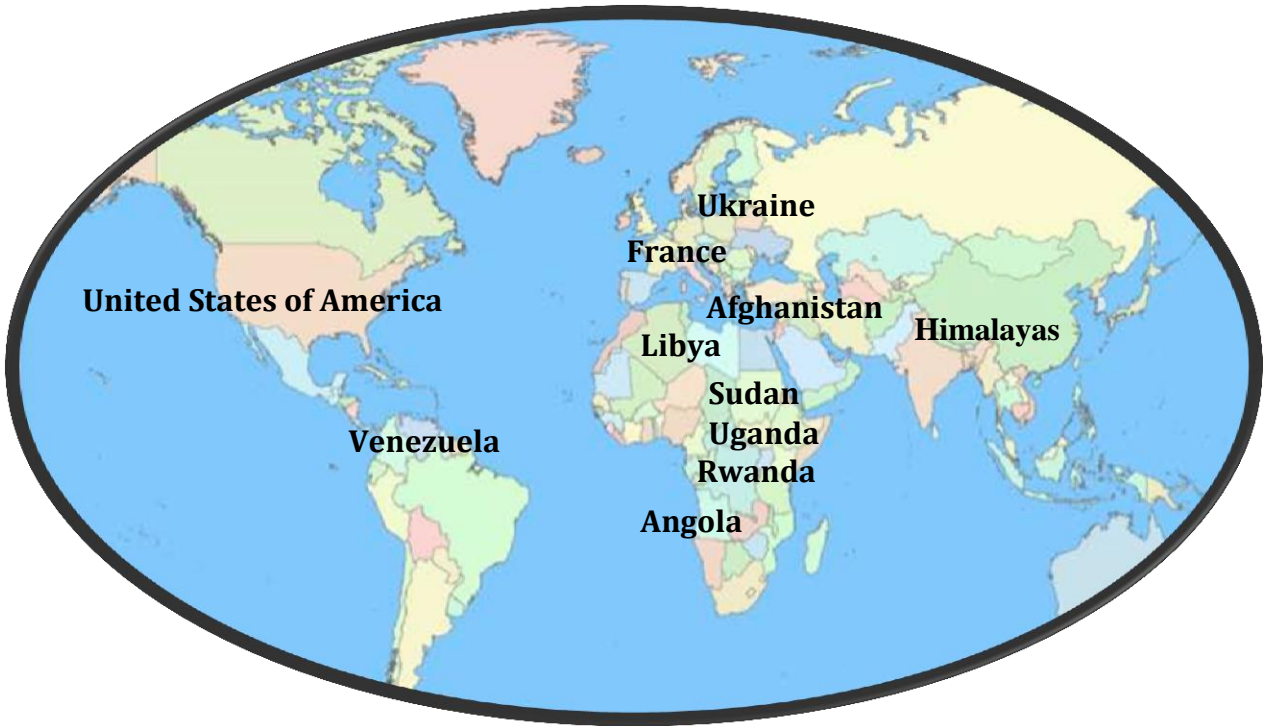 Ukraine
France
United States of America
Afghanistan
Himalayas
Libya
Sudan
Uganda
Venezuela
Rwanda
Angola